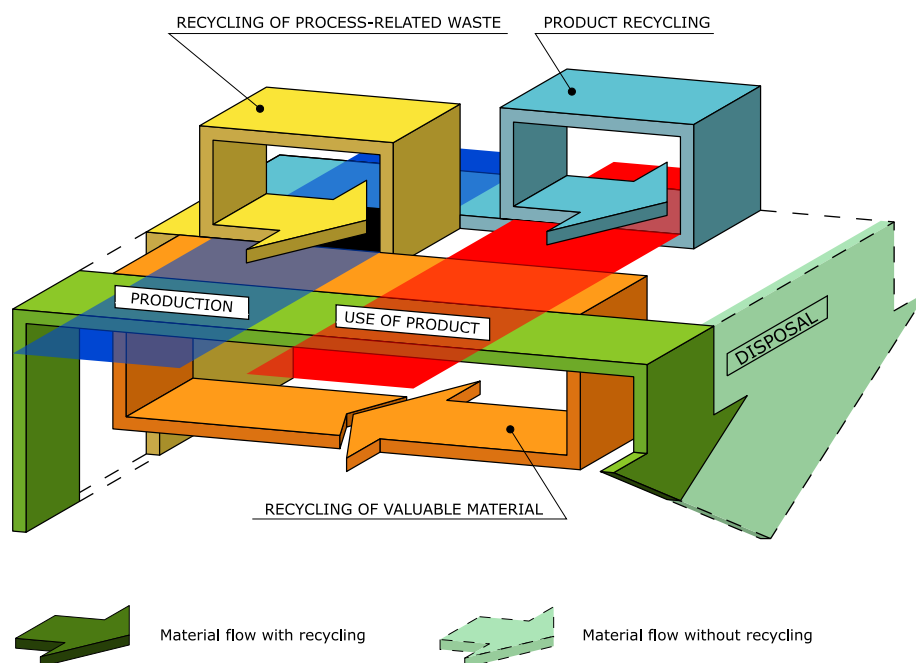 RECYCLING OF PROCESS-RELATED WASTE
PRODUCT RECYCLING
PRODUCTION
USE OF PRODUCT
DISPOSAL
RECYCLING OF VALUABLE MATERIAL
Material flow with recycling
Material flow without recycling